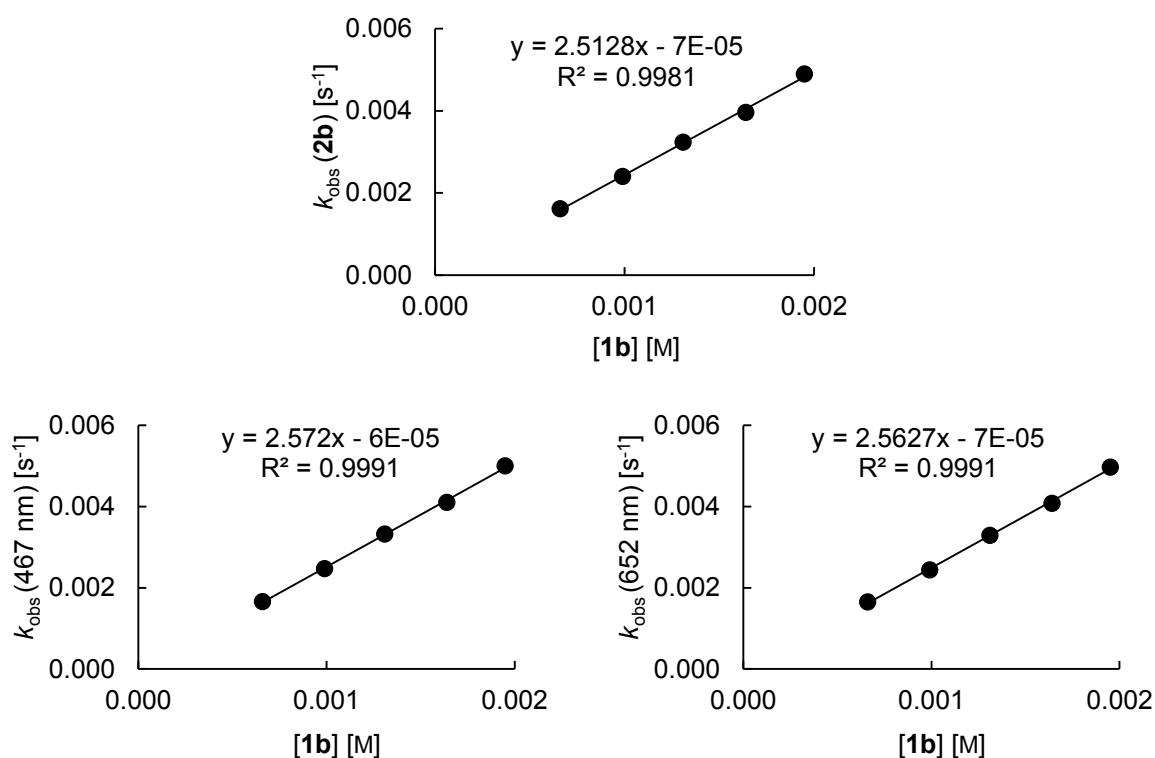 0.006
0.004
0.002
0.000
k_obs (2b) [s⁻¹]
y = 2.5128x - 7E-05
R² = 0.9981
0.000 0.001 0.002
[1b] [M]
0.006
0.004
0.002
0.000
k_obs (467 nm) [s⁻¹]
y = 2.572x - 6E-05
R² = 0.9991
0.000 0.001 0.002
[1b] [M]
0.006
0.004
0.002
0.000
k_obs (652 nm) [s⁻¹]
y = 2.5627x - 7E-05
R² = 0.9991
0.000 0.001 0.002
[1b] [M]